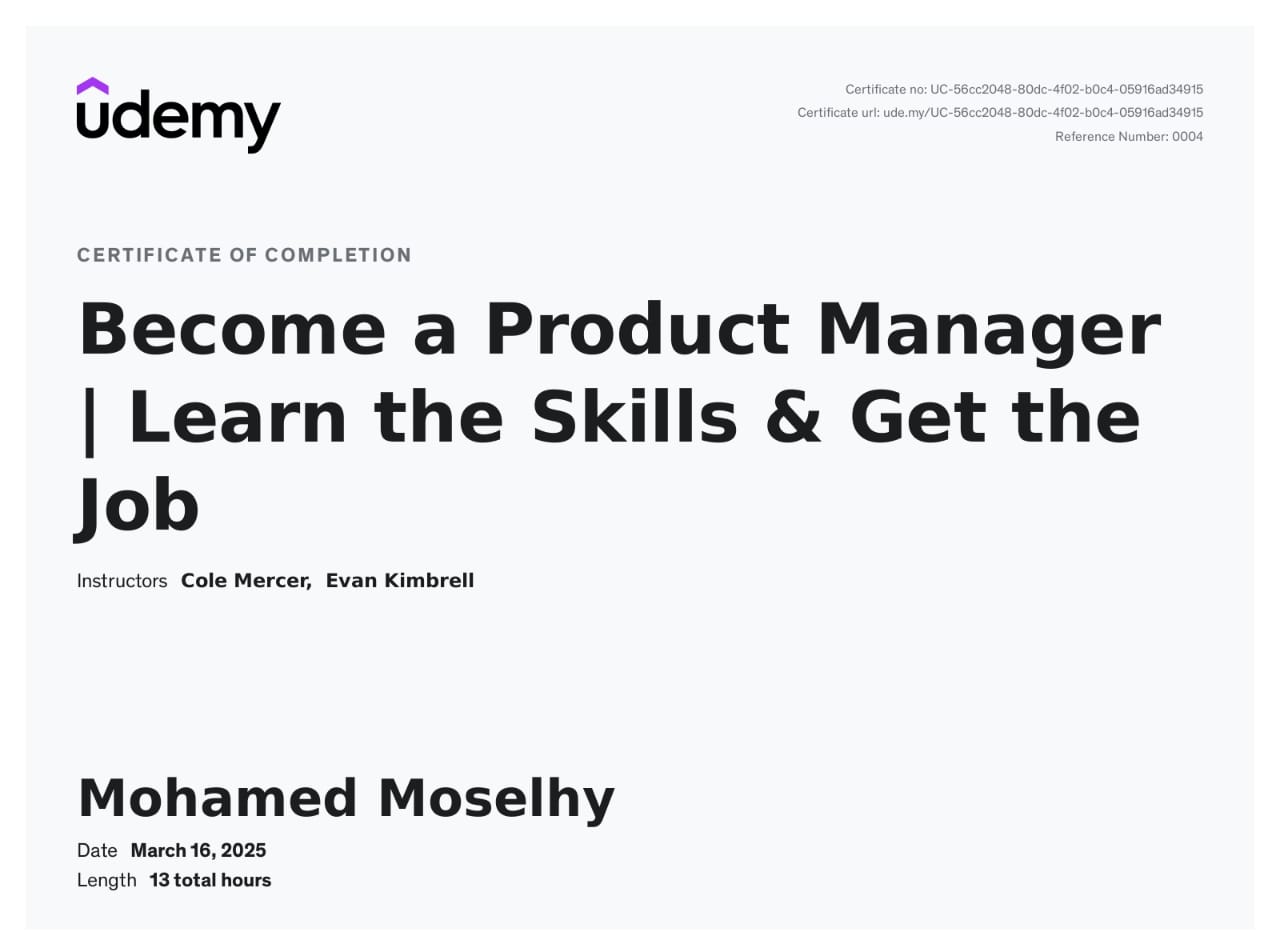 udemy
Certificate no: UC-56cc2048-80dc-4f02-b0c4-05916ad34915
Certificate url: ude.my/UC-56cc2048-80dc-4f02-b0c4-05916ad34915
Reference Number: 0004
CERTIFICATE OF COMPLETION
Become a Product Manager
| Learn the Skills & Get the
Job
Instructors Cole Mercer, Evan Kimbrell
Mohamed Moselhy
Date March 16, 2025
Length 13 total hours